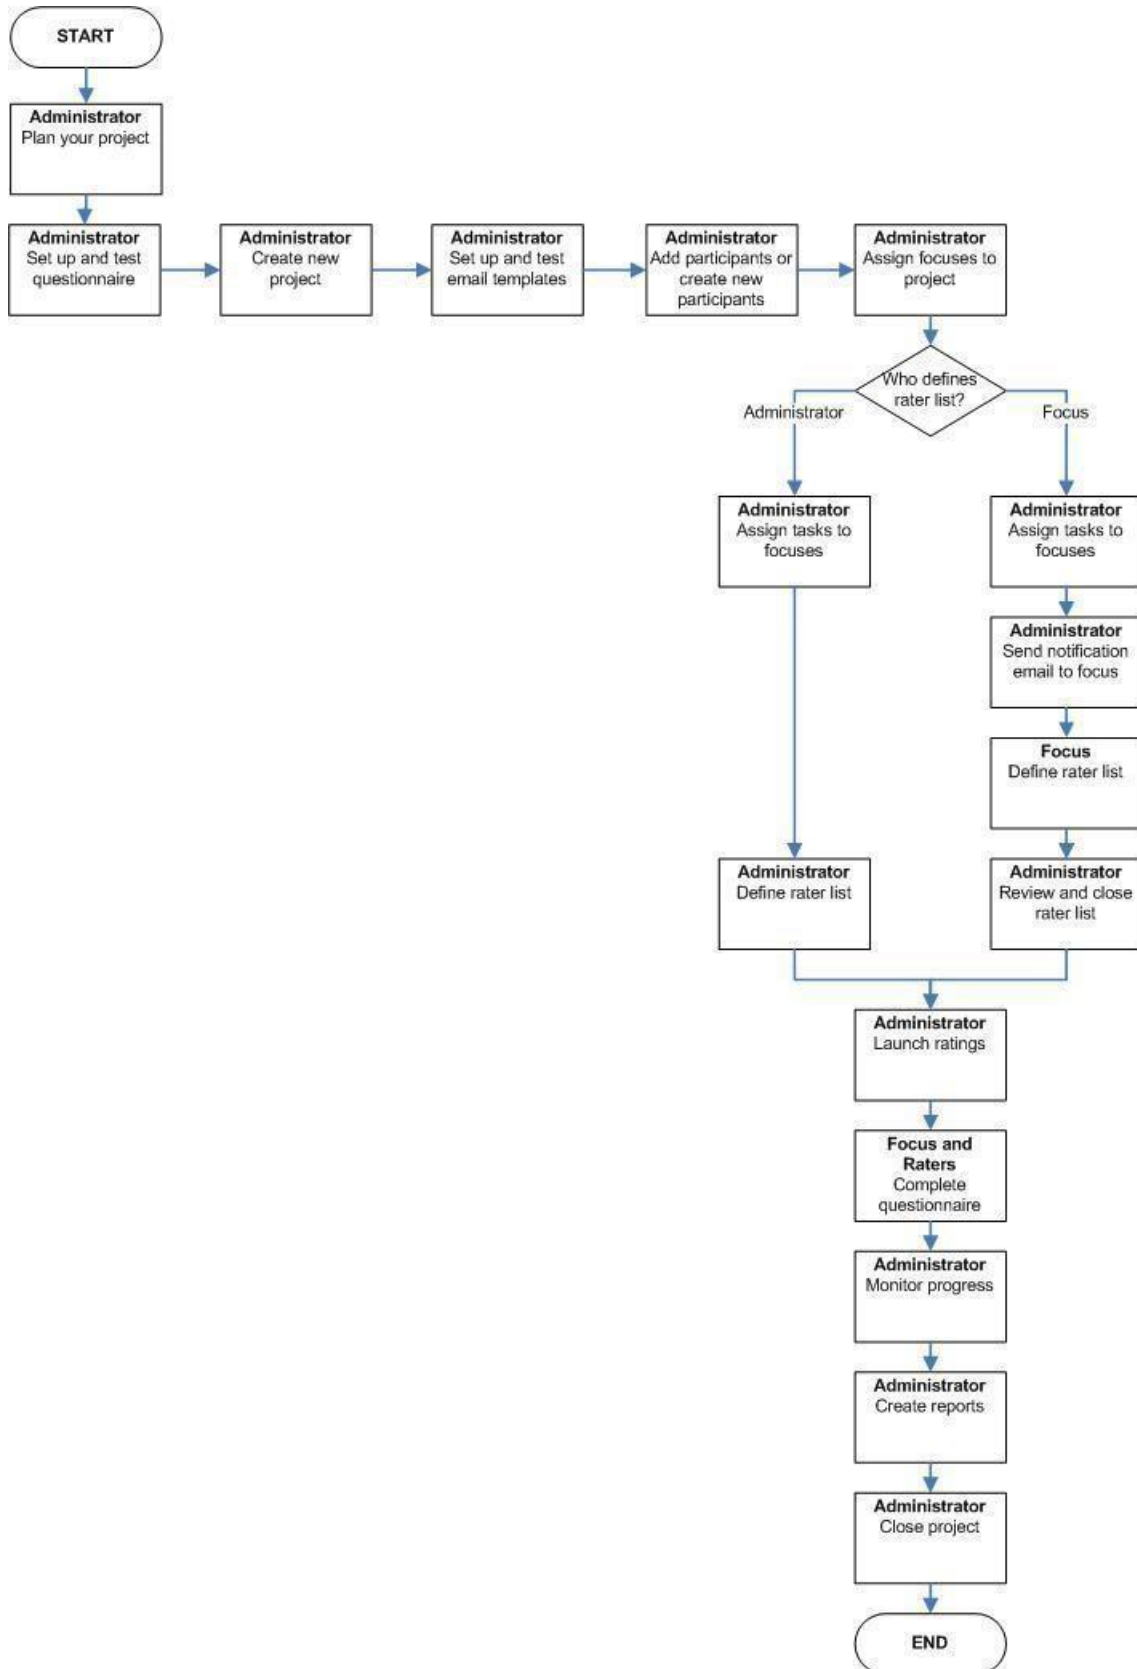 START
Administrator
Plan your project
Administrator
Set up and test
questionnaire
Administrator
Create new
project
Administrator
Set up and test
email templates
Administrator
Add participants or
create new
participants
Administrator
Assign focuses to
project
Who defines
rater list?
Administrator
Focus
Administrator
Assign tasks to
focuses
Administrator
Assign tasks to
focuses
Administrator
Send notification
email to focus
Focus
Define rater list
Administrator
Define rater list
Administrator
Review and close
rater list
Administrator
Launch ratings
Focus and
Raters
Complete
questionnaire
Administrator
Monitor progress
Administrator
Create reports
Administrator
Close project
END